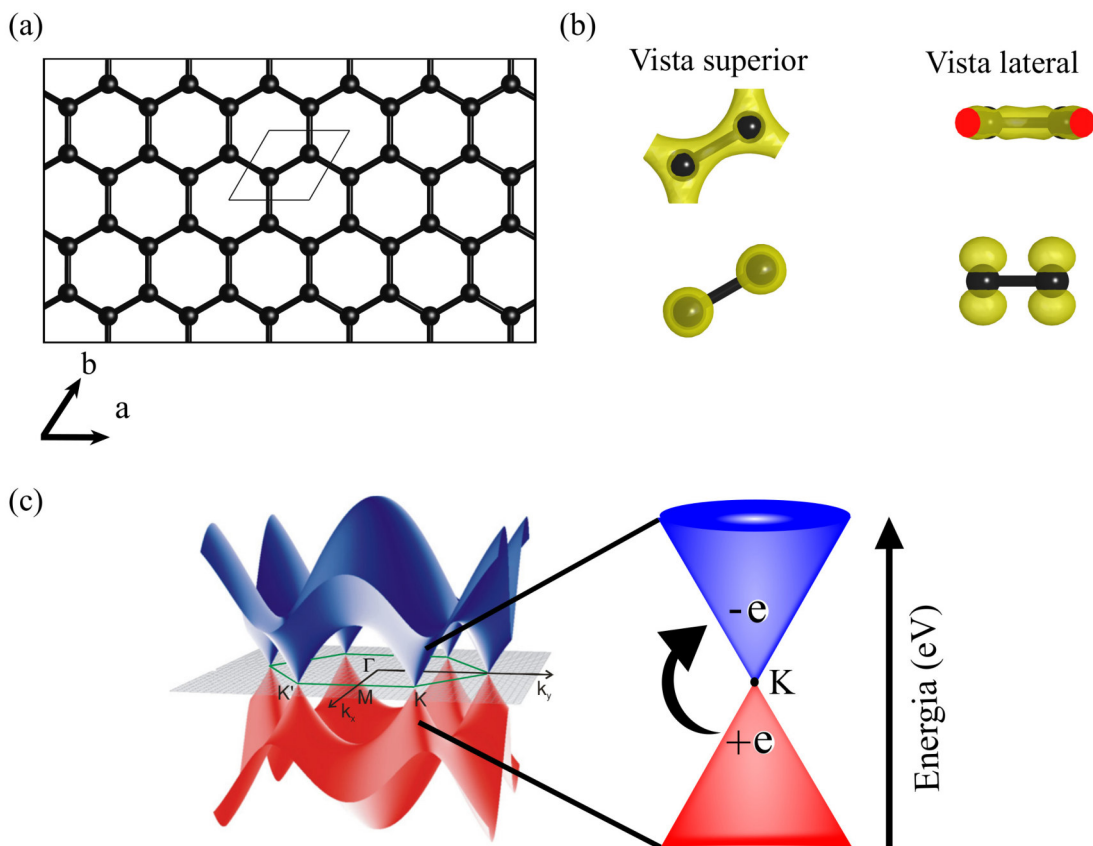 (a)
b
a
(b)
Vista superior
Vista lateral
(c)
Γ
K'
M
K
kx
ky
- e
K
+e
Energia (eV)